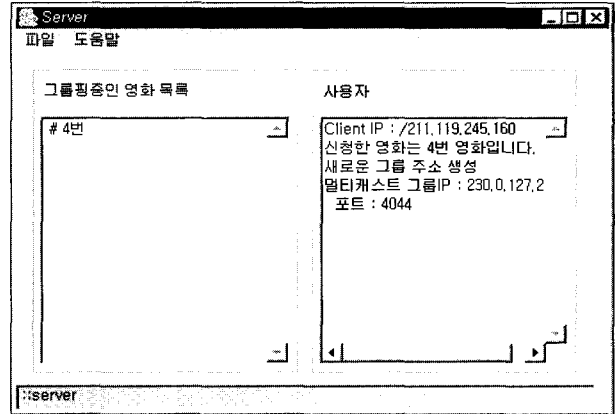 Server
파일 도움말
그룹핑중인 영화 목록
# 4번
사용자
Client IP : /211,119,245,160
신청한 영화는 4번 영화입니다.
새로운 그룹 주소 생성
멀티캐스트 그룹IP : 230,0,127,2
포트 : 4044
::server